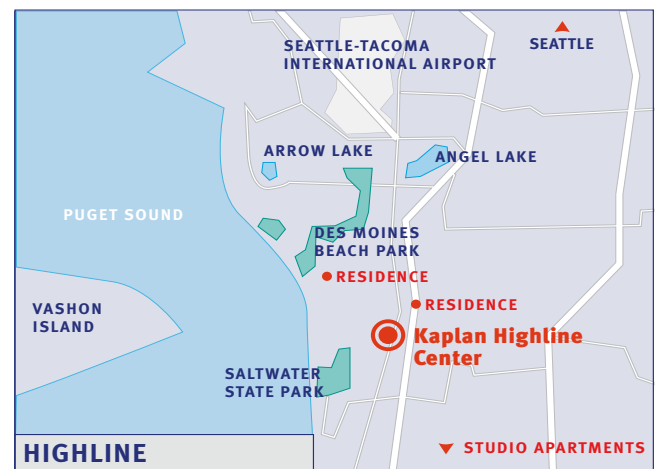 SEATTLE-TACOMA
INTERNATIONAL AIRPORT
SEATTLE
ARROW LAKE
ANGEL LAKE
PUGET SOUND
DES MOINES
BEACH PARK
RESIDENCE
RESIDENCE
VASHON
ISLAND
Kaplan Highline
Center
SALTWATER
STATE PARK
HIGHLINE
STUDIO APARTMENTS